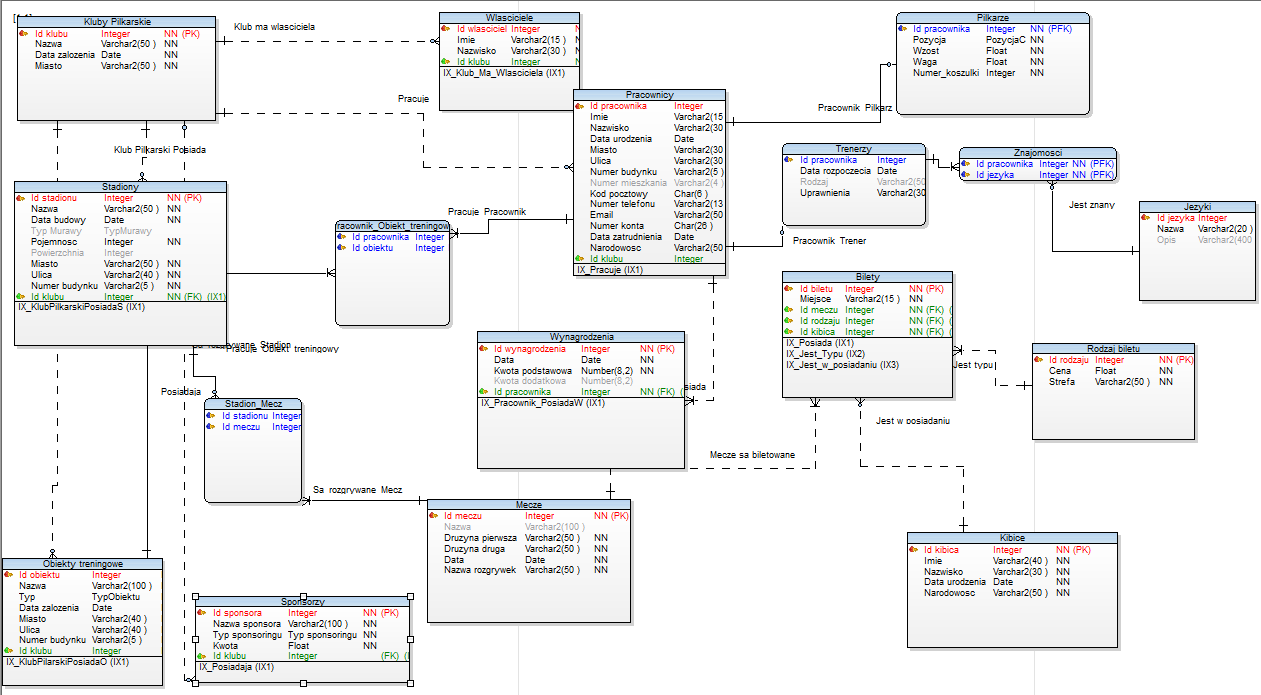 Kluby Pilkarskie
Id klubu Integer NN (PK)
Nazwa Varchar2(50 ) NN
Data zalozenia Date NN
Miasto Varchar2(50 ) NN
Klub ma wlasciciela
Wlasciciele
Id wlasciciel Integer
Imie Varchar2(15 )
Nazwisko Varchar2(30 )
Id klubu Integer
IX_Klub_Ma_Wlasciciela (IX1)
Pilkarze
Id pracownika Integer NN (PFK)
Pozycja PozycjaC NN
Wzost Float NN
Waga Float NN
Numer_koszulki Integer NN
Pracuje
Pracownicy
Id pracownika Integer
Imie Varchar2(15
Nazwisko Varchar2(30
Data urodzenia Date
Miasto Varchar2(30
Ulica Varchar2(30
Numer budynku Varchar2(5 )
Numer mieszkania Varchar2(4 )
Kod pocztowy Char(6 )
Numer telefonu Varchar2(13
Email Varchar2(50
Numer konta Char(26 )
Data zatrudnienia Date
Narodowosc Varchar2(50
Id klubu Integer
IX_Pracuje (IX1)
Pracownik Pilkarz
Trenerzy
Id pracownika Integer
Data rozpoczecia Date
Rodzaj Varchar2(50
Uprawnienia Varchar2(30
Znajomosci
Id pracownika Integer NN (PFK)
Id jezyka Integer NN (PFK)
Jest znany
Jezyki
Id jezyka Integer
Nazwa Varchar2(20 )
Opis Varchar2(400
Pracownik Trener
Klub Pilkarski Posiada
Stadiony
Id stadionu Integer NN (PK)
Nazwa Varchar2(50 ) NN
Data budowy Date NN
Typ Murawy TypMurawy
Pojemnosc Integer NN
Powierzchnia Integer
Miasto Varchar2(50 ) NN
Ulica Varchar2(40 ) NN
Numer budynku Varchar2(5 ) NN
Id klubu Integer NN (FK) (IX1)
IX_KlubPilkarskiPosiadaS (IX1)
Pracuje Pracownik
racownik_Obiekt_treningow
Id pracownika Integer
Id obiektu Integer
Bilety
Id biletu Integer NN (PK)
Miejsce Varchar2(15 ) NN
Id meczu Integer NN (FK) (
Id rodzaju Integer NN (FK) (
Id kibica Integer NN (FK) (
IX_Posiada (IX1)
IX_Jest_Typu (IX2)
IX_Jest_w_posiadaniu (IX3)
Jest typu
Rodzaj biletu
Id rodzaju Integer NN (PK)
Cena Float NN
Strefa Varchar2(50 ) NN
Wynagrodzenia
Id wynagrodzenia Integer NN (PK)
Data Date NN
Kwota podstawowa Number(8,2) NN
Kwota dodatkowa Number(8,2)
Id pracownika Integer NN (FK) (
IX_Pracownik_PosiadaW (IX1)
siada
Sa rozgrywane Stadion
Pracuje Obiekt treningowy
Posiadaja
Stadion_Mecz
Id stadionu Integer
Id meczu Integer
Jest w posiadaniu
Mecze sa biletowane
Sa rozgrywane Mecz
Mecze
Id meczu Integer NN (PK)
Nazwa Varchar2(100 )
Druzyna pierwsza Varchar2(50 ) NN
Druzyna druga Varchar2(50 ) NN
Data Date NN
Nazwa rozgrywek Varchar2(50 ) NN
Kibice
Id kibica Integer NN (PK)
Imie Varchar2(40 ) NN
Nazwisko Varchar2(30 ) NN
Data urodzenia Date NN
Narodowosc Varchar2(50 ) NN
Obiekty treningowe
Id obiektu Integer
Nazwa Varchar2(100 )
Typ TypObiektu
Data zalozenia Date
Miasto Varchar2(40 )
Ulica Varchar2(40 )
Numer budynku Varchar2(5 )
Id klubu Integer
IX_KlubPilarskiPosiadaO (IX1)
Sponsorzy
Id sponsora Integer NN (PK)
Nazwa sponsora Varchar2(100 ) NN
Typ sponsoringu Typ sponsoringu NN
Kwota Float NN
Id klubu Integer (FK) (I
IX_Posiadaja (IX1)